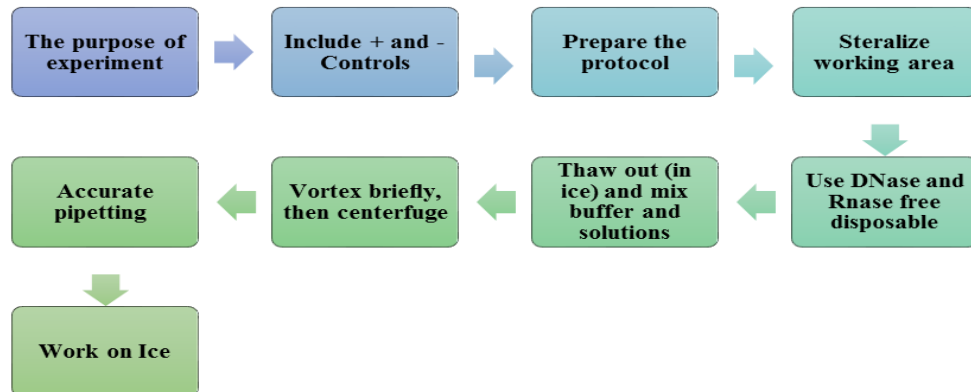 The purpose of
experiment
Include + and -
Controls
Prepare the
protocol
Steralize
working area
Use DNase and
Rnase free
disposable
Thaw out (in
ice) and mix
buffer and
solutions
Vortex briefly,
then centerfuge
Accurate
pipetting
Work on Ice